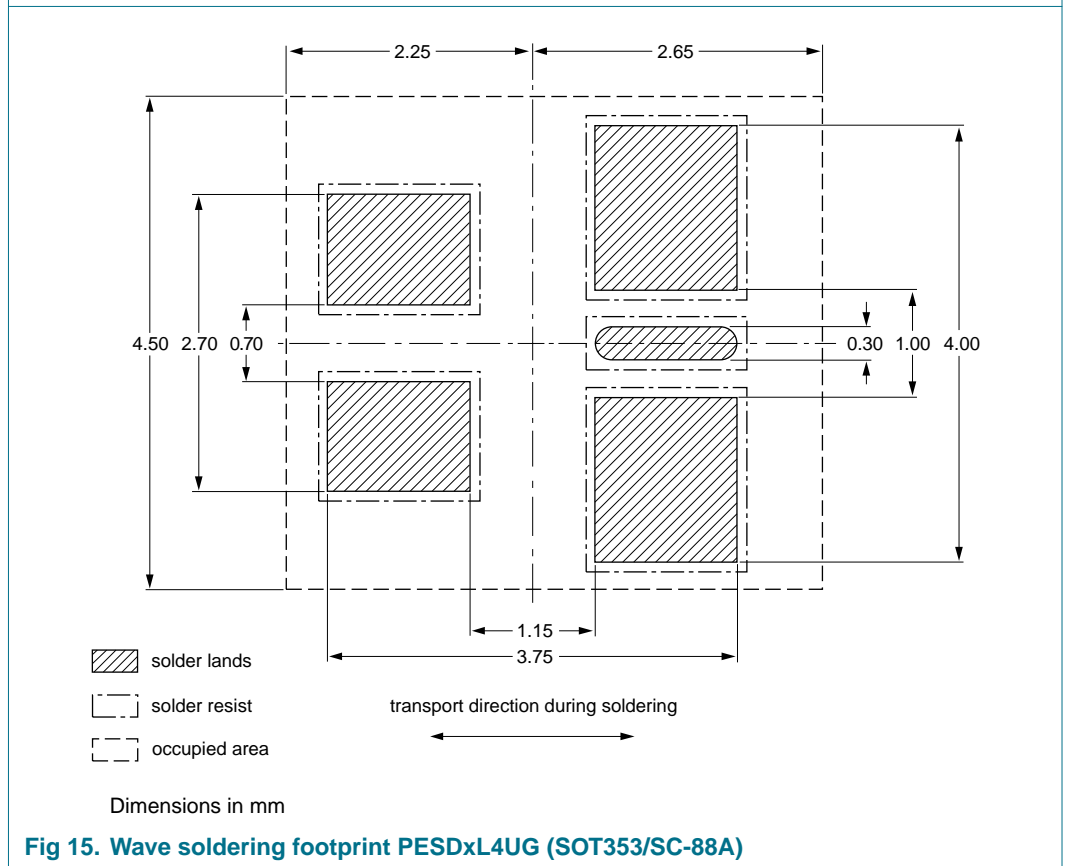 2.25 2.65
4.50 2.70 0.70 0.30 1.00 4.00
1.15
3.75
solder lands
solder resist
transport direction during soldering
occupied area
Dimensions in mm
Fig 15. Wave soldering footprint PESDxL4UG (SOT353/SC-88A)